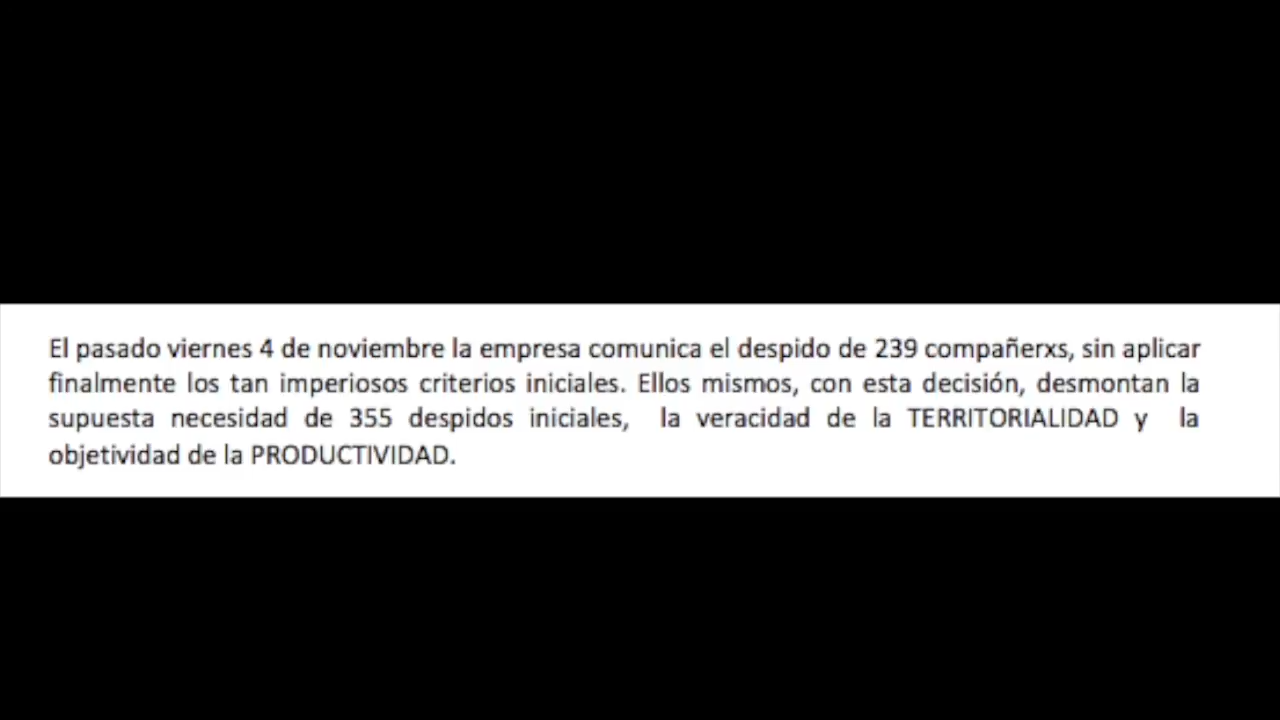 El pasado viernes 4 de noviembre la empresa comunica el despido de 239 compañerxs, sin aplicar
finalmente los tan imperiosos criterios iniciales. Ellos mismos, con esta decisión, desmontan la
supuesta necesidad de 355 despidos iniciales, la veracidad de la TERRITORIALIDAD y la
objetividad de la PRODUCTIVIDAD.